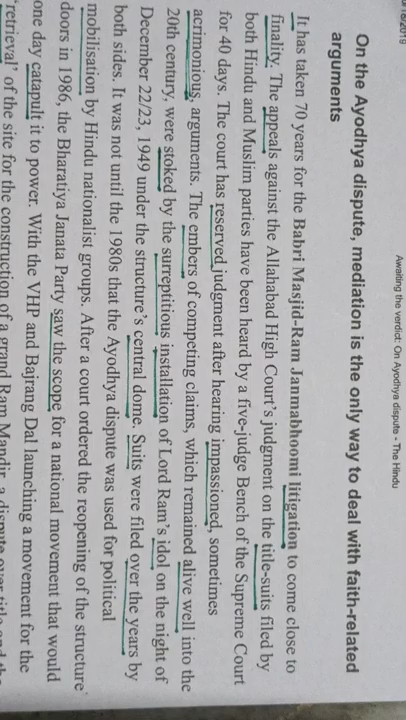 /18/2019
Awaiting the verdict: On Ayodhya dispute - The Hindu
On the Ayodhya dispute, mediation is the only way to deal with faith-related
arguments
It has taken 70 years for the Babri Masjid-Ram Janmabhoomi litigation to come close to
finality. The appeals against the Allahabad High Court's judgment on the title-suits filed by
both Hindu and Muslim parties have been heard by a five-judge Bench of the Supreme Court
for 40 days. The court has reserved judgment after hearing impassioned, sometimes
acrimonious, arguments. The embers of competing claims, which remained alive well into the
20th century, were stoked by the surreptitious installation of Lord Ram's idol on the night of
December 22/23, 1949 under the structure's central dome. Suits were filed over the years by
both sides. It was not until the 1980s that the Ayodhya dispute was used for political
mobilisation by Hindu nationalist groups. After a court ordered the reopening of the structure'
doors in 1986, the Bharatiya Janata Party saw the scope for a national movement that would
one day catapult it to power. With the VHP and Bajrang Dal launching a movement for the
'retrieval' of the site for the construction of a grand Ram Mandir, a dispute over title and the